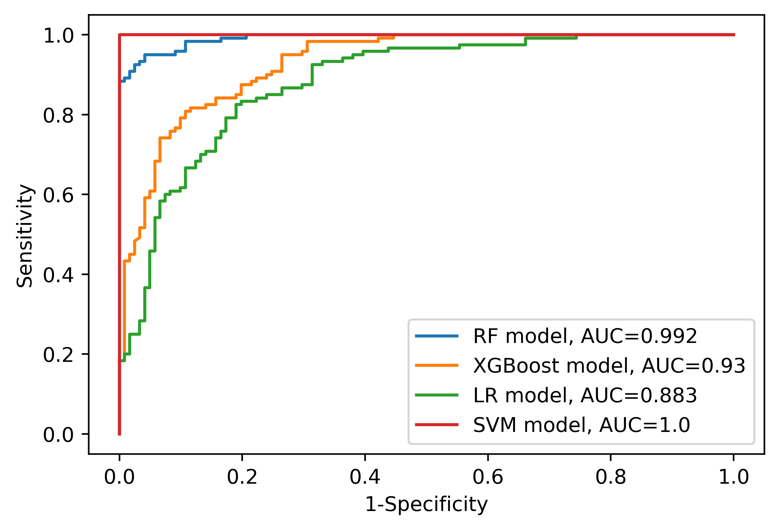 1.0
0.8
0.6
0.4
0.2
0.0
Sensitivity
RF model, AUC=0.992
XGBoost model, AUC=0.93
LR model, AUC=0.883
SVM model, AUC=1.0
0.0 0.2 0.4 0.6 0.8 1.0
1-Specificity